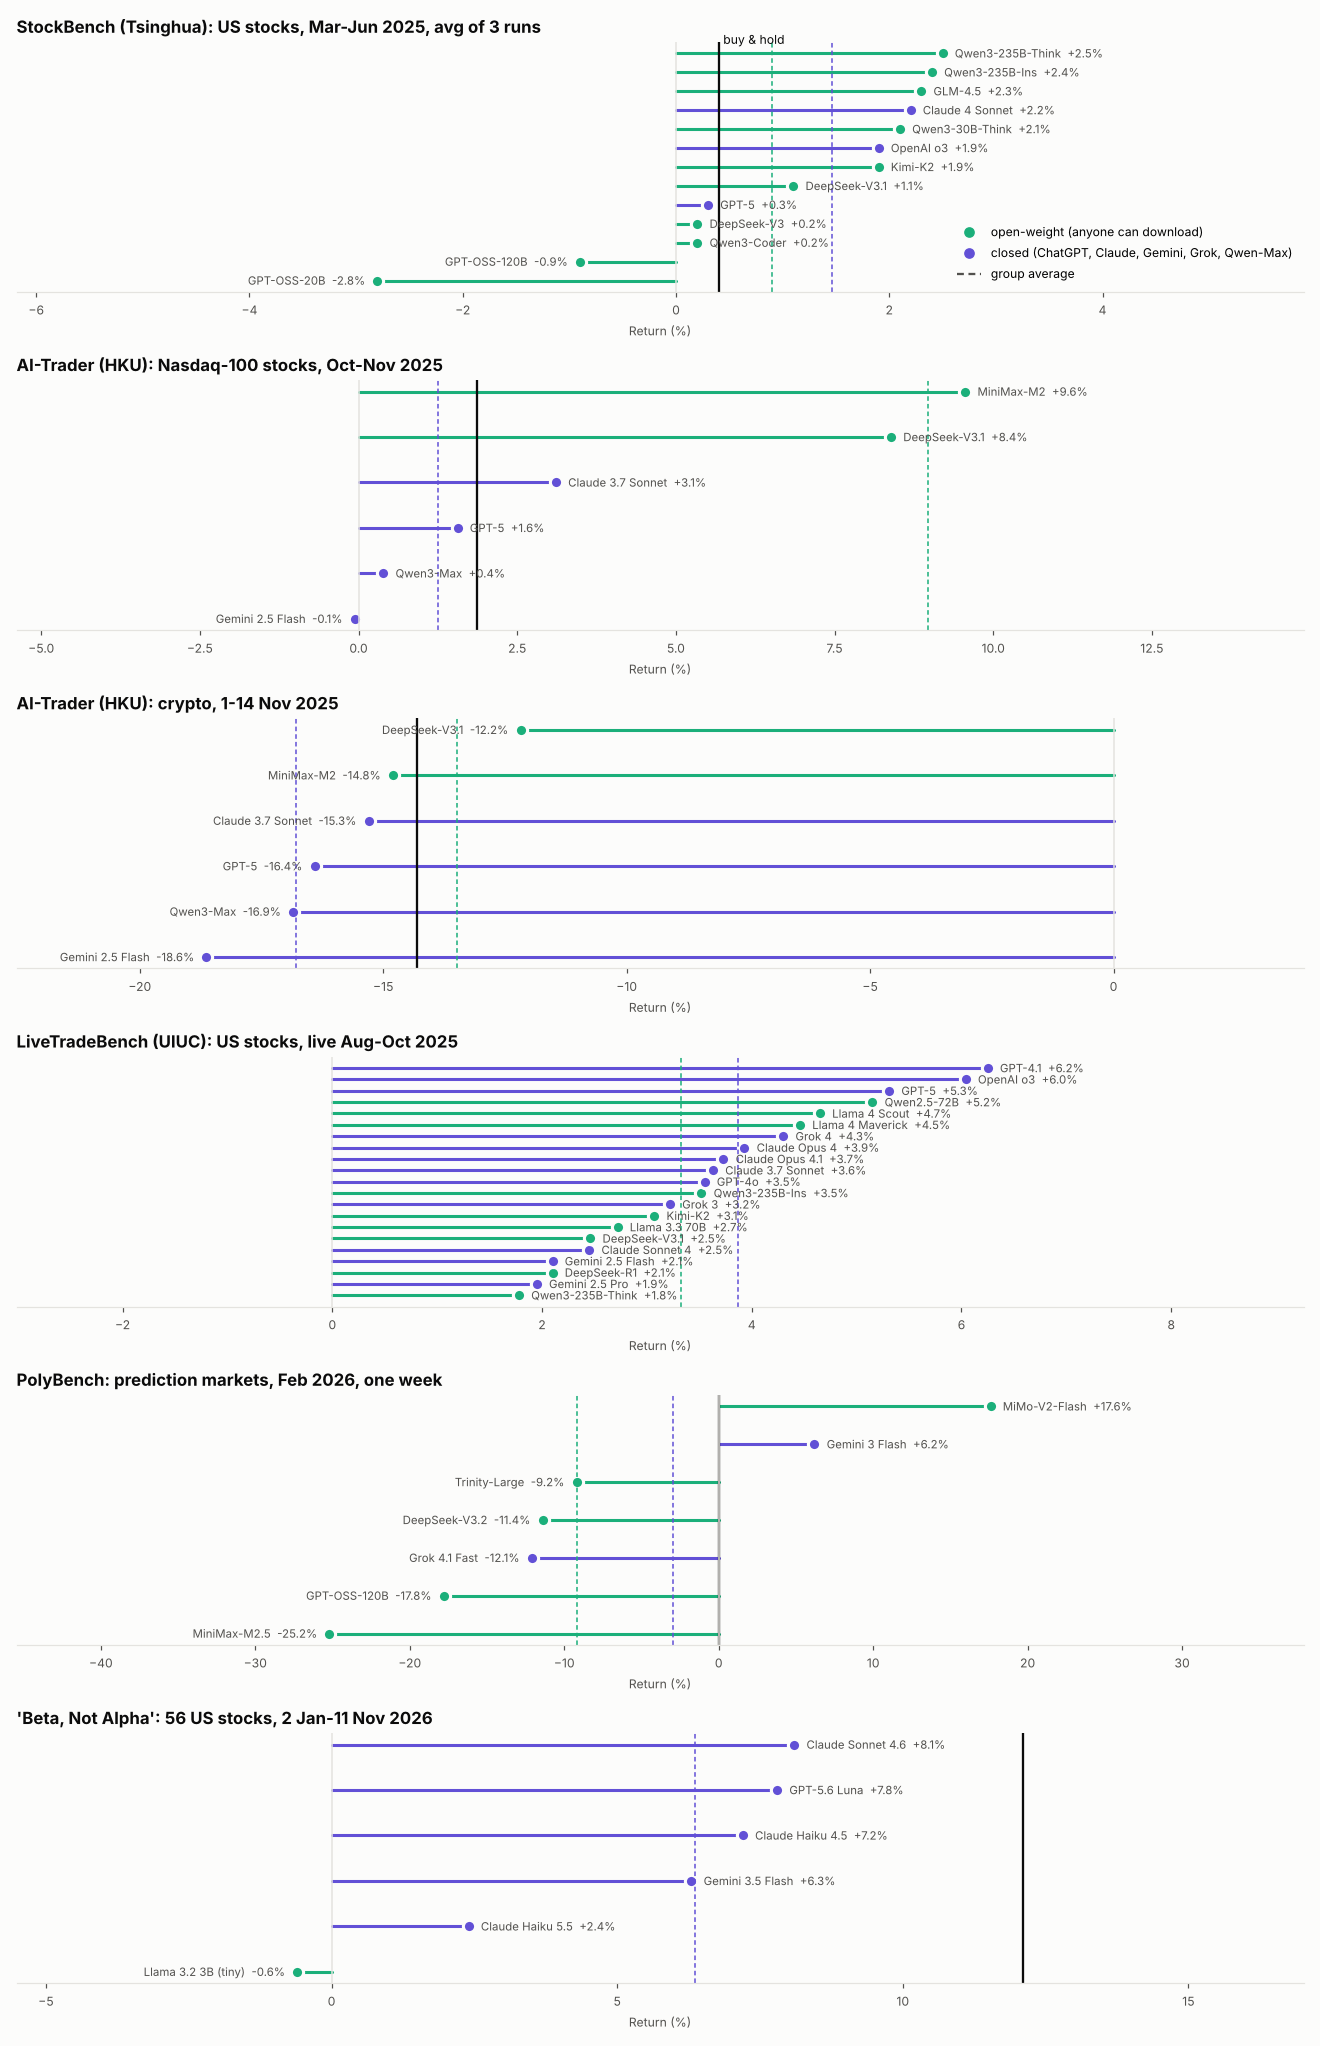 StockBench (Tsinghua): US stocks, Mar-Jun 2025, avg of 3 runs
buy & hold
Qwen3-235B-Think +2.5%
Qwen3-235B-Ins +2.4%
GLM-4.5 +2.3%
Claude 4 Sonnet +2.2%
Qwen3-30B-Think +2.1%
OpenAI o3 +1.9%
Kimi-K2 +1.9%
DeepSeek-V3.1 +1.1%
GPT-5 +0.3%
DeepSeek-V3 +0.2%
Qwen3-Coder +0.2%
GPT-OSS-120B -0.9%
GPT-OSS-20B -2.8%
open-weight (anyone can download)
closed (ChatGPT, Claude, Gemini, Grok, Qwen-Max)
group average
−6 −4 −2 0 2 4
Return (%)
AI-Trader (HKU): Nasdaq-100 stocks, Oct-Nov 2025
MiniMax-M2 +9.6%
DeepSeek-V3.1 +8.4%
Claude 3.7 Sonnet +3.1%
GPT-5 +1.6%
Qwen3-Max +0.4%
Gemini 2.5 Flash -0.1%
−5.0 −2.5 0.0 2.5 5.0 7.5 10.0 12.5
Return (%)
AI-Trader (HKU): crypto, 1-14 Nov 2025
DeepSeek-V3.1 -12.2%
MiniMax-M2 -14.8%
Claude 3.7 Sonnet -15.3%
GPT-5 -16.4%
Qwen3-Max -16.9%
Gemini 2.5 Flash -18.6%
−20 −15 −10 −5 0
Return (%)
LiveTradeBench (UIUC): US stocks, live Aug-Oct 2025
GPT-4.1 +6.2%
OpenAI o3 +6.0%
GPT-5 +5.3%
Qwen2.5-72B +5.2%
Llama 4 Scout +4.7%
Llama 4 Maverick +4.5%
Grok 4 +4.3%
Claude Opus 4 +3.9%
Claude Opus 4.1 +3.7%
Claude 3.7 Sonnet +3.6%
GPT-4o +3.5%
Qwen3-235B-Ins +3.5%
Grok 3 +3.2%
Kimi-K2 +3.1%
Llama 3.3 70B +2.7%
DeepSeek-V3.1 +2.5%
Claude Sonnet 4 +2.5%
Gemini 2.5 Flash +2.1%
DeepSeek-R1 +2.1%
Gemini 2.5 Pro +1.9%
Qwen3-235B-Think +1.8%
−2 0 2 4 6 8
Return (%)
PolyBench: prediction markets, Feb 2026, one week
MiMo-V2-Flash +17.6%
Gemini 3 Flash +6.2%
Trinity-Large -9.2%
DeepSeek-V3.2 -11.4%
Grok 4.1 Fast -12.1%
GPT-OSS-120B -17.8%
MiniMax-M2.5 -25.2%
−40 −30 −20 −10 0 10 20 30
Return (%)
'Beta, Not Alpha': 56 US stocks, 2 Jan-11 Nov 2026
Claude Sonnet 4.6 +8.1%
GPT-5.6 Luna +7.8%
Claude Haiku 4.5 +7.2%
Gemini 3.5 Flash +6.3%
Claude Haiku 5.5 +2.4%
Llama 3.2 3B (tiny) -0.6%
−5 0 5 10 15
Return (%)